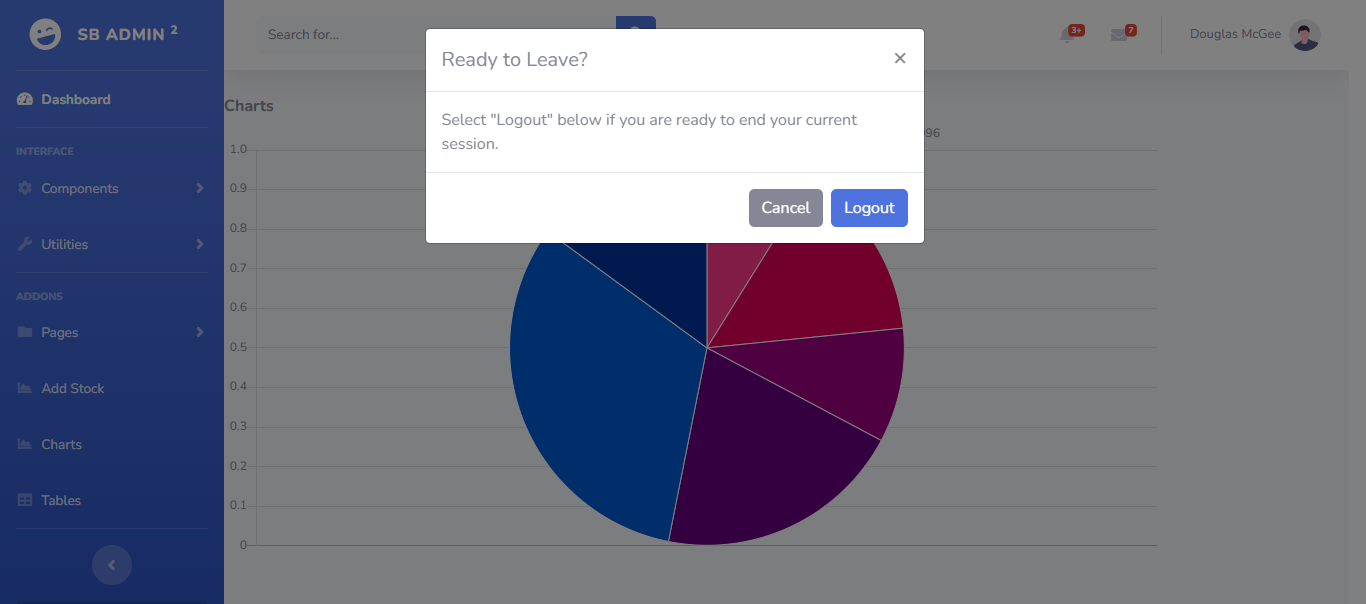 SB ADMIN 2
Search for...
3+
7
Douglas McGee
Dashboard
INTERFACE
Components
Utilities
ADDONS
Pages
Add Stock
Charts
Tables
Ready to Leave?
×
Select "Logout" below if you are ready to end your current
session.
Cancel
Logout
Charts
96
1.0
0.9
0.8
0.7
0.6
0.5
0.4
0.3
0.2
0.1
0